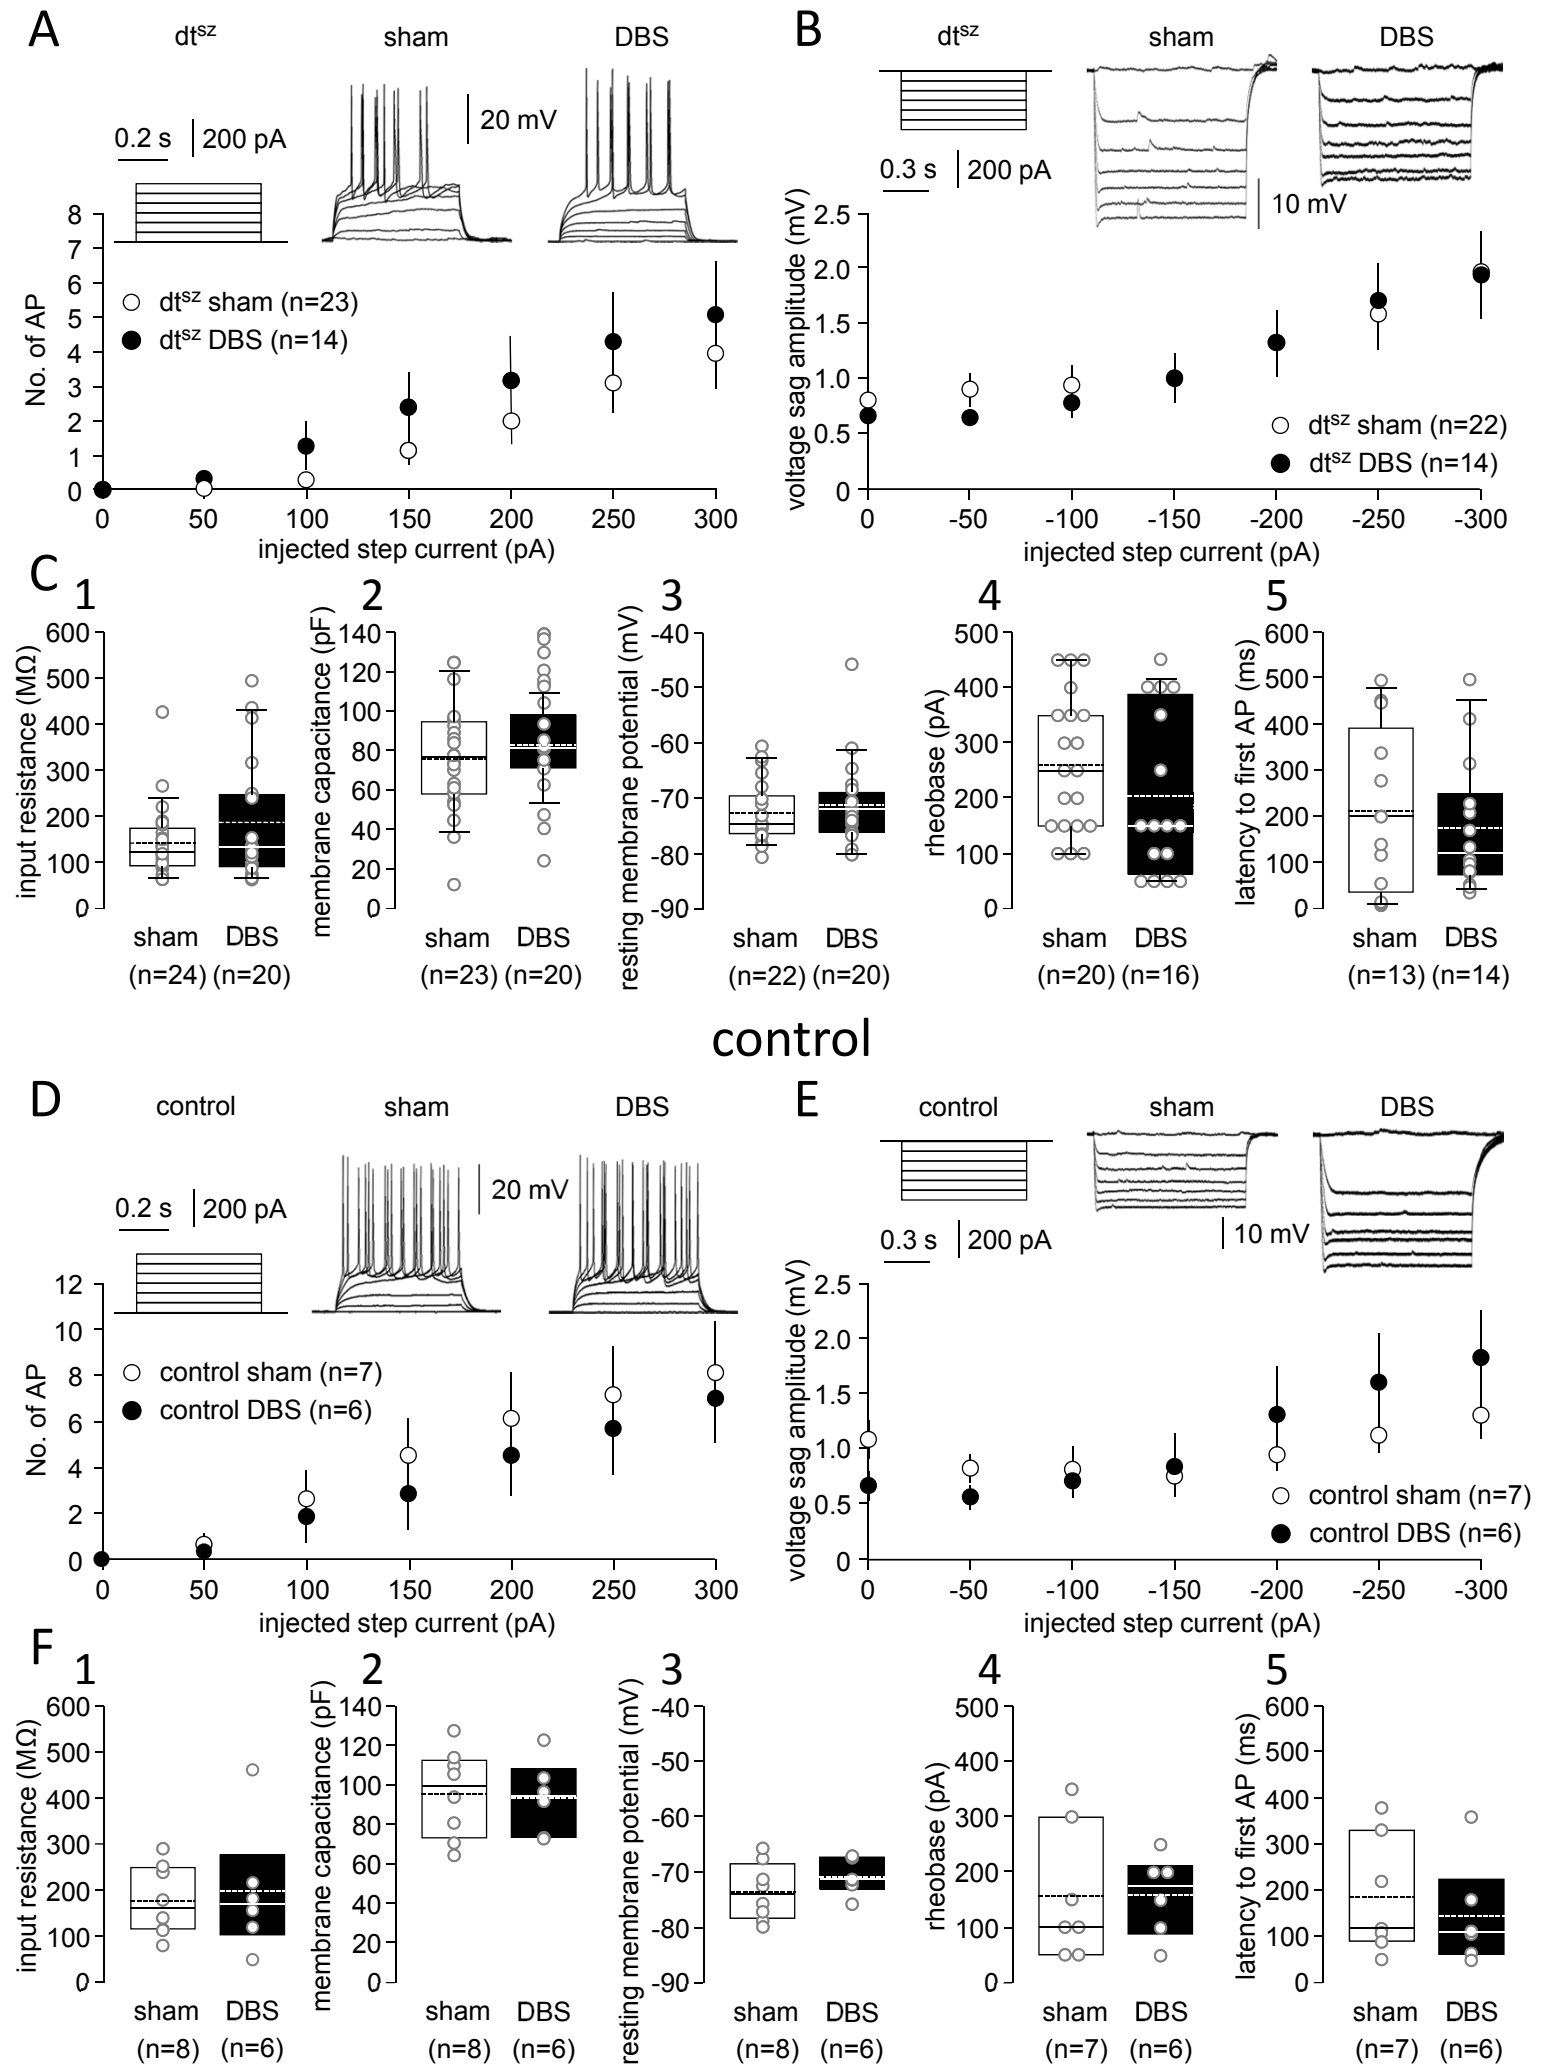 A
dtsz
sham
DBS
0.2 s
200 pA
20 mV
8
7
6
5
4
3
2
1
0
No. of AP
dtsz sham (n=23)
dtsz DBS (n=14)
0 50 100 150 200 250 300
injected step current (pA)
B
dtsz
sham
DBS
0.3 s
200 pA
10 mV
2.5
2.0
1.5
1.0
0.5
0
voltage sag amplitude (mV)
dtsz sham (n=22)
dtsz DBS (n=14)
0 -50 -100 -150 -200 -250 -300
injected step current (pA)
C
1
600
500
400
300
200
100
0
input resistance (MΩ)
sham DBS
(n=24) (n=20)
2
140
120
100
80
60
40
20
0
membrane capacitance (pF)
sham DBS
(n=23) (n=20)
3
-40
-50
-60
-70
-80
-90
resting membrane potential (mV)
sham DBS
(n=22) (n=20)
4
500
400
300
200
100
0
rheobase (pA)
sham DBS
(n=20) (n=16)
5
600
500
400
300
200
100
0
latency to first AP (ms)
sham DBS
(n=13) (n=14)
control
D
control
sham
DBS
0.2 s
200 pA
20 mV
12
10
8
6
4
2
0
No. of AP
control sham (n=7)
control DBS (n=6)
0 50 100 150 200 250 300
injected step current (pA)
E
control
sham
DBS
0.3 s
200 pA
10 mV
2.5
2.0
1.5
1.0
0.5
0
voltage sag amplitude (mV)
control sham (n=7)
control DBS (n=6)
0 -50 -100 -150 -200 -250 -300
injected step current (pA)
F
1
600
500
400
300
200
100
0
input resistance (MΩ)
sham DBS
(n=8) (n=6)
2
140
120
100
80
60
40
20
0
membrane capacitance (pF)
sham DBS
(n=8) (n=6)
3
-40
-50
-60
-70
-80
-90
resting membrane potential (mV)
sham DBS
(n=8) (n=6)
4
500
400
300
200
100
0
rheobase (pA)
sham DBS
(n=7) (n=6)
5
600
500
400
300
200
100
0
latency to first AP (ms)
sham DBS
(n=7) (n=6)